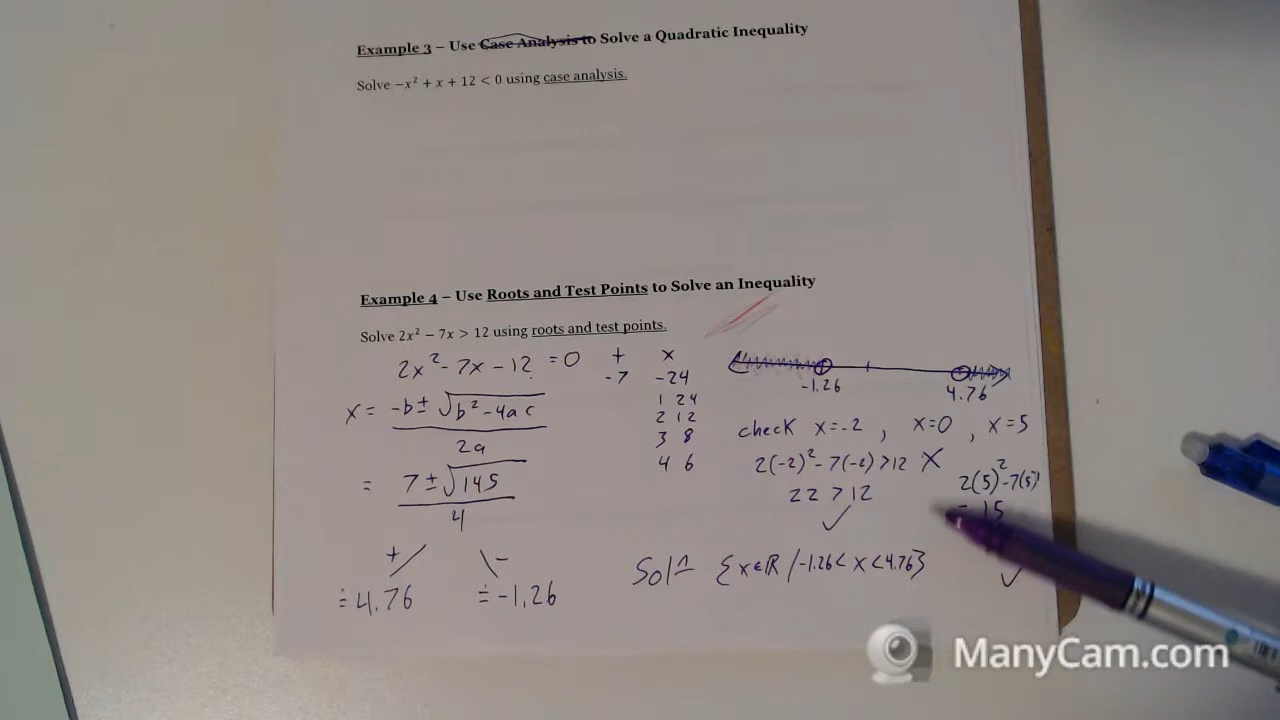 Example 3 – Use Case Analysis to Solve a Quadratic Inequality
Solve −x² + x + 12 < 0 using case analysis.
Example 4 – Use Roots and Test Points to Solve an Inequality
Solve 2x² − 7x > 12 using roots and test points.
2x² - 7x - 12 = 0
x = (-b ± √(b² - 4ac)) / 2a
= (7 ± √145) / 4
+ -
≐ 4.76 ≐ -1.26
+ x
-7 -24
1 24
2 12
3 8
4 6
-1.26 4.76
check x=-2 , x=0 , x=5
2(-2)² - 7(-2) > 12 X
22 > 12
✓
2(5)² - 7(5)
= 15
✓
Sol^n {x∈R / -1.26 < x < 4.76}
ManyCam.com